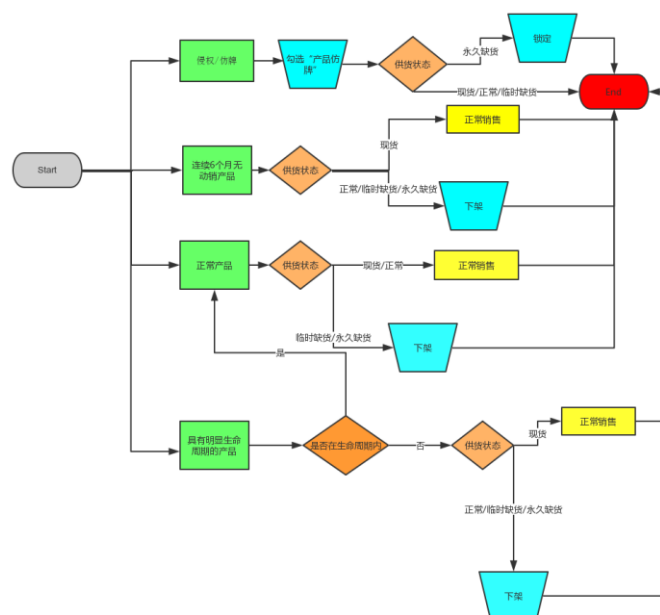 侵权/仿牌
勾选“产品仿
牌”
供货状态
永久缺货
锁定
现货/正常/临时缺货
End
Start
连续6个月无
动销产品
供货状态
现货
正常销售
正常/临时缺货/永久缺货
下架
正常产品
供货状态
现货/正常
正常销售
临时缺货/永久缺货
下架
是
具有明显生命
周期的产品
是否在生命周期内
否
供货状态
现货
正常销售
正常/临时缺货/永久缺货
下架